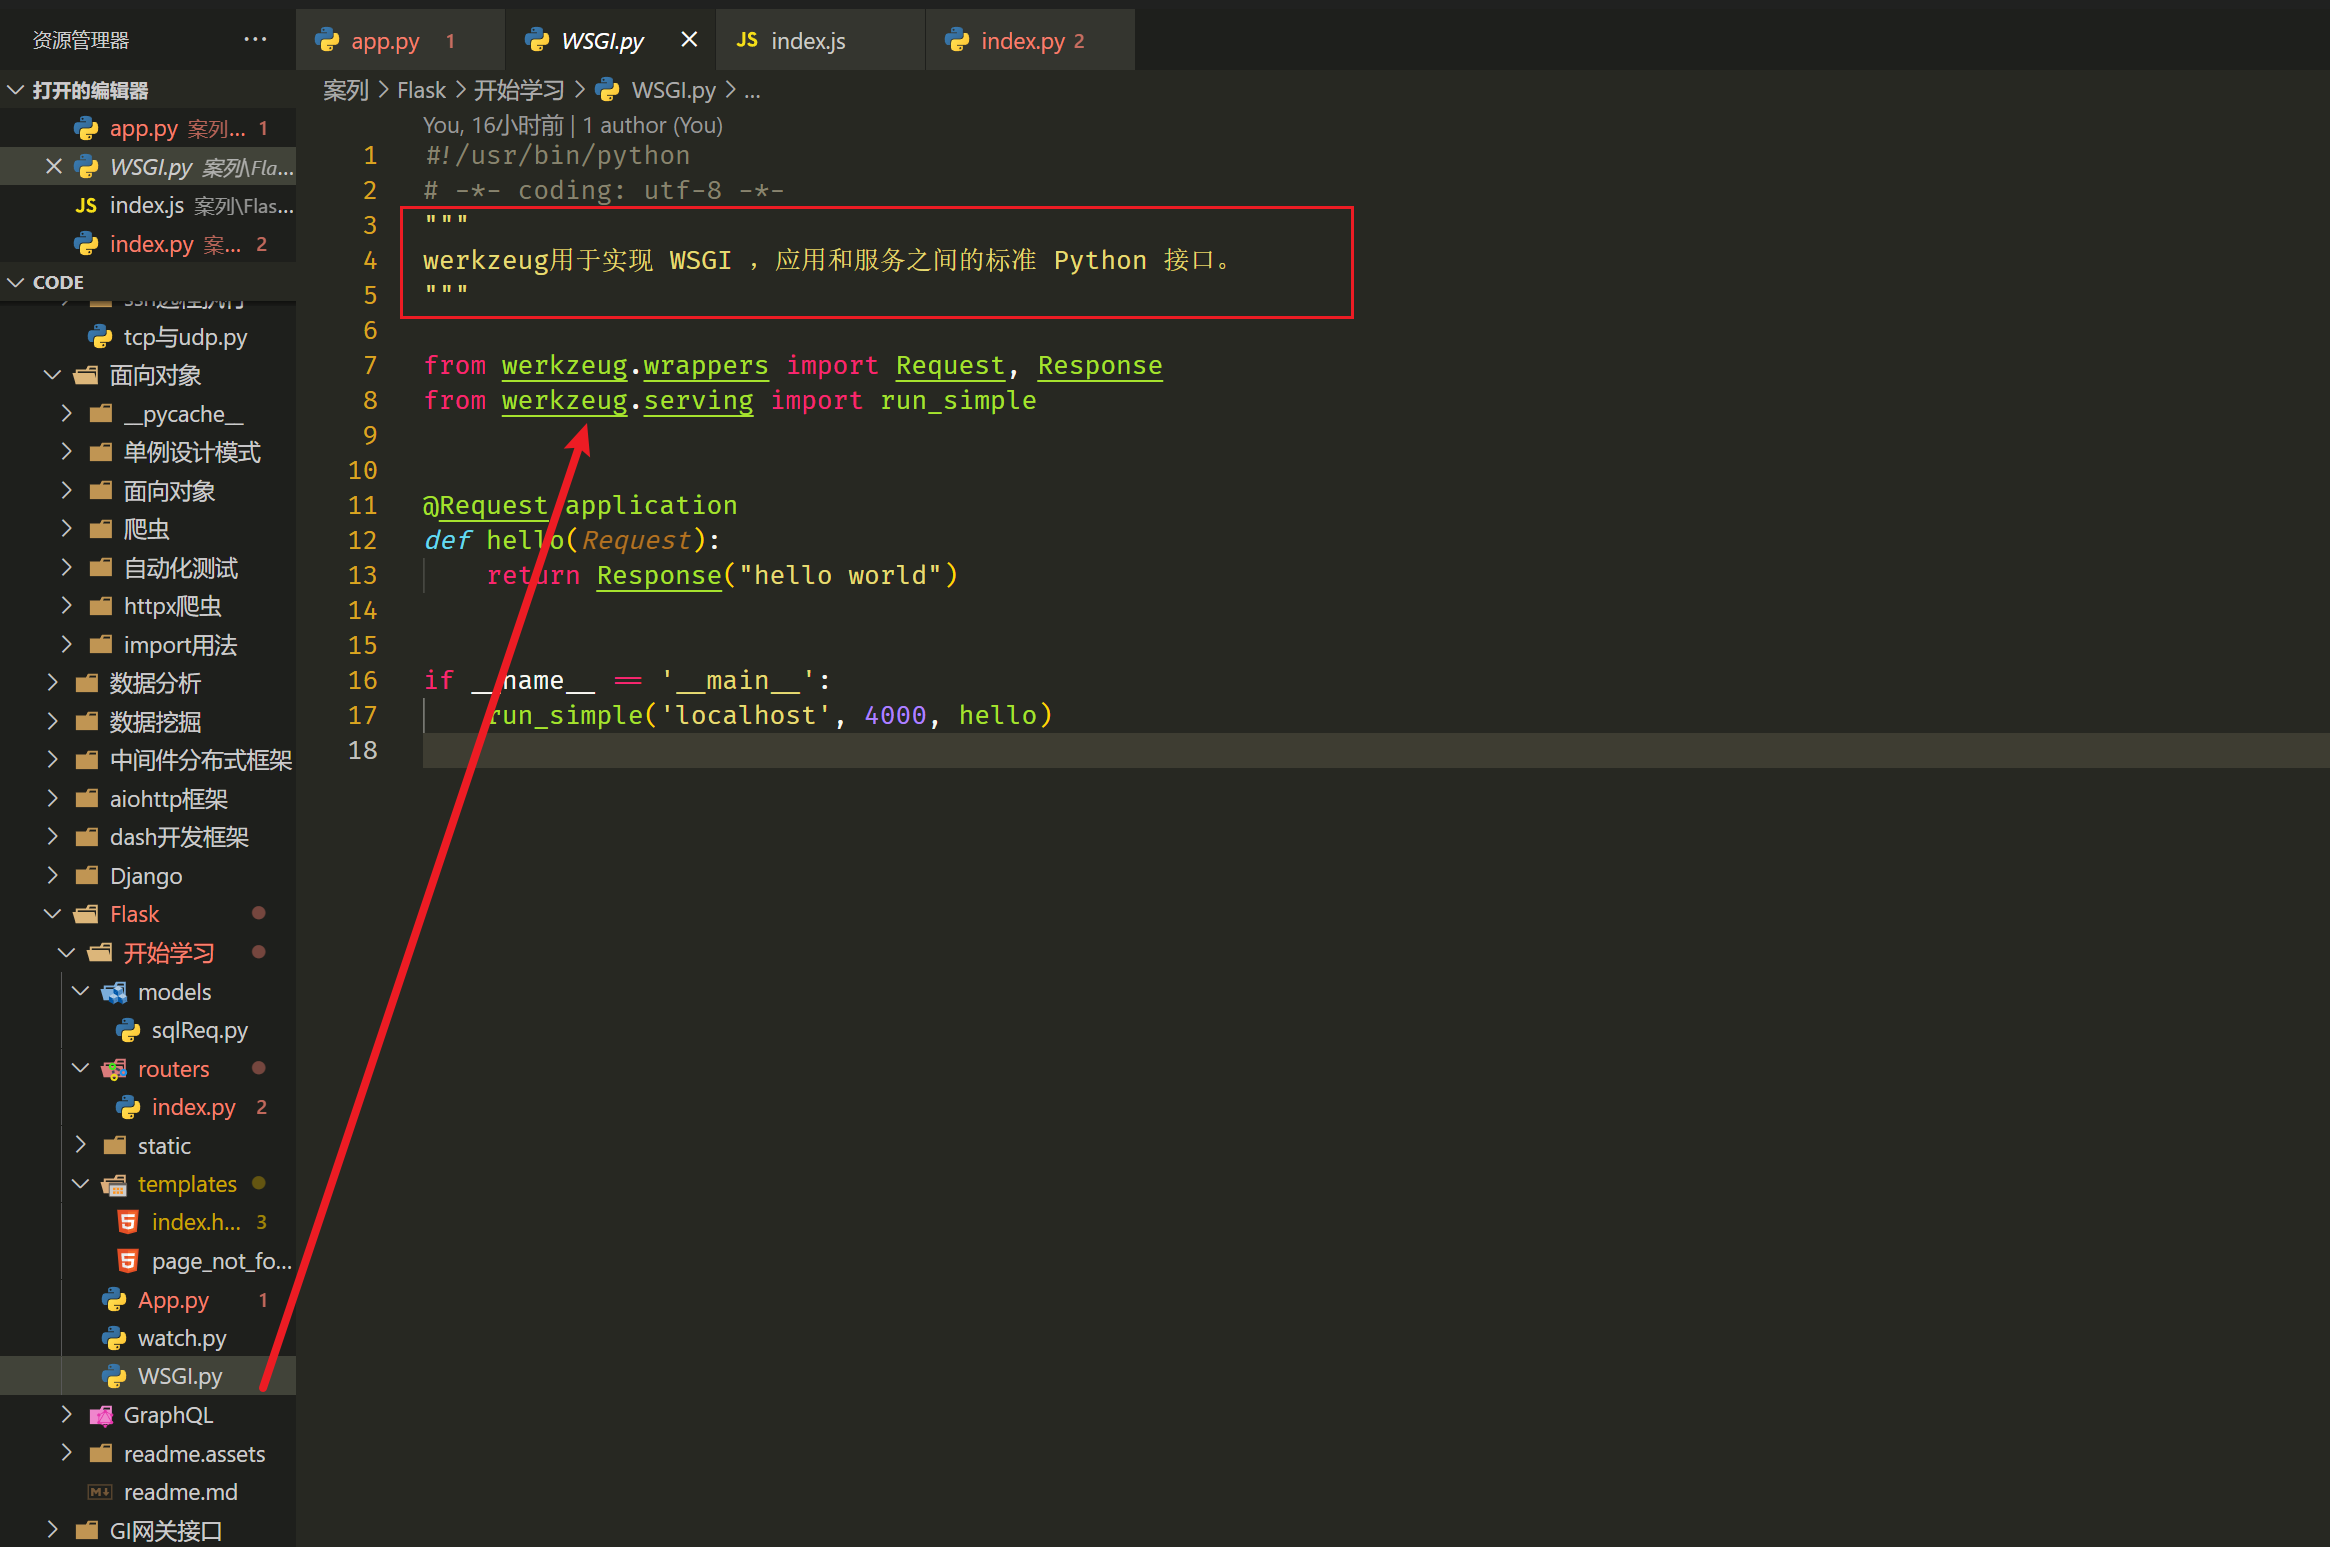 资源管理器 ···
打开的编辑器
app.py 案列... 1
WSGI.py 案列\Fla...
JS index.js 案列\Flas...
index.py 案... 2
CODE
ssh远程执行
tcp与udp.py
面向对象
__pycache__
单例设计模式
面向对象
爬虫
自动化测试
httpx爬虫
import用法
数据分析
数据挖掘
中间件分布式框架
aiohttp框架
dash开发框架
Django
Flask
开始学习
models
sqlReq.py
routers
index.py 2
static
templates
index.h... 3
page_not_fo...
App.py 1
watch.py
WSGI.py
GraphQL
readme.assets
readme.md
GI网关接口
app.py 1
WSGI.py
JS index.js
index.py 2
案列 > Flask > 开始学习 > WSGI.py > ...
You, 16小时前 | 1 author (You)
1 #!/usr/bin/python
2 # -*- coding: utf-8 -*-
3 """
4 werkzeug用于实现 WSGI ，应用和服务之间的标准 Python 接口。
5 """
6
7 from werkzeug.wrappers import Request, Response
8 from werkzeug.serving import run_simple
9
10
11 @Request.application
12 def hello(Request):
13 return Response("hello world")
14
15
16 if __name__ == '__main__':
17 run_simple('localhost', 4000, hello)
18